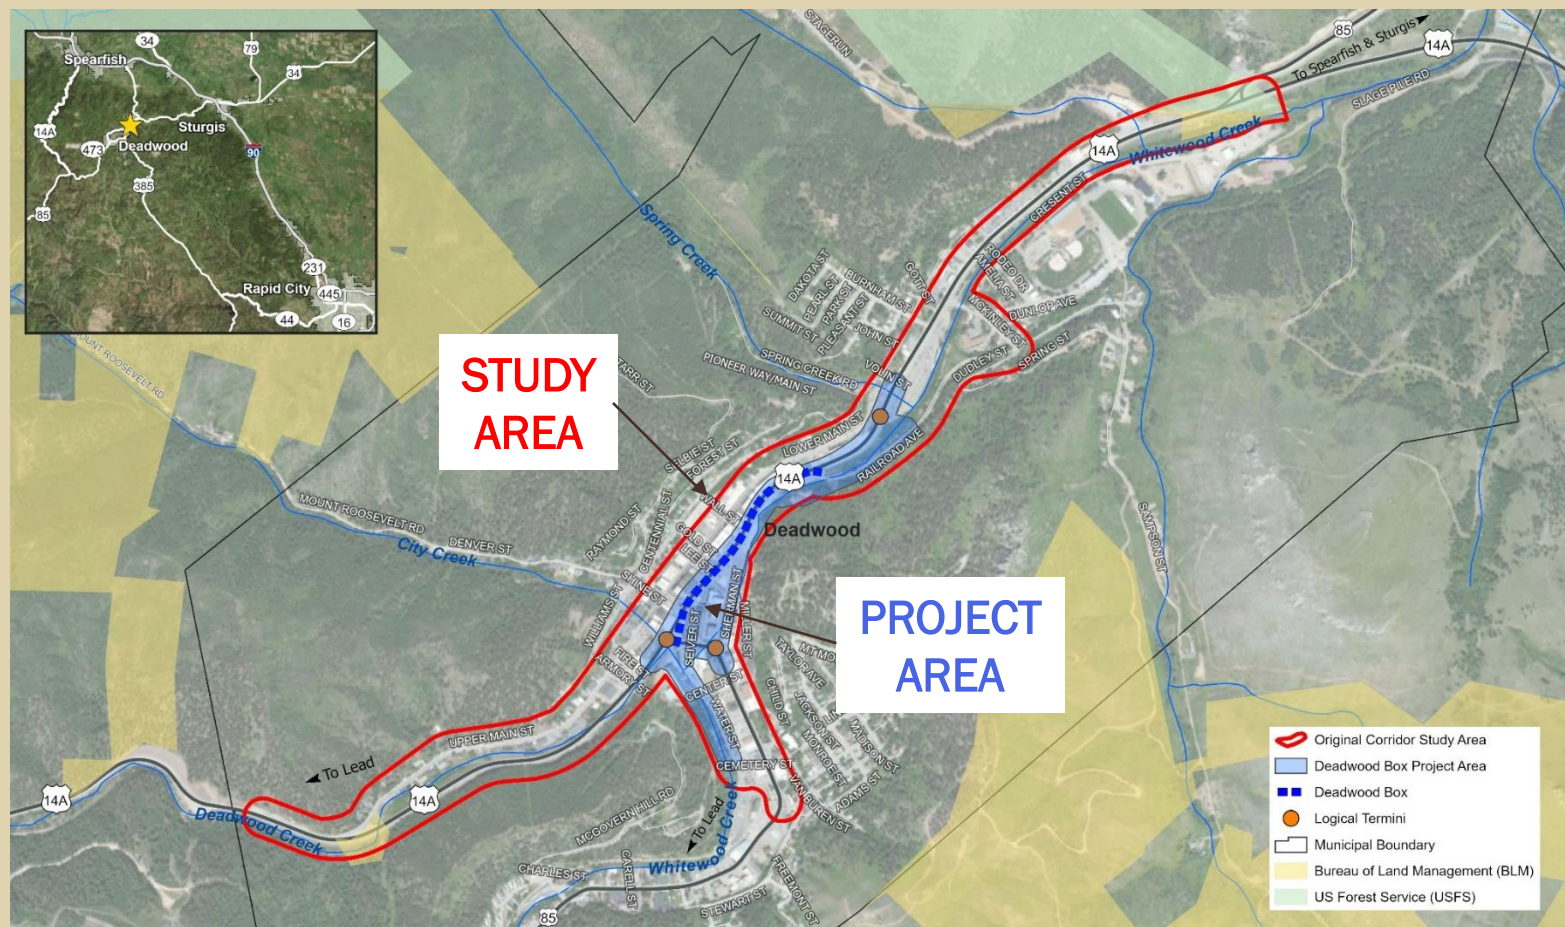 34
79
34
Spearfish
14A
Sturgis
473
Deadwood
90
385
85
231
Rapid City
445
44
16
STAGERUN
85
14A
To Spearfish & Sturgis
SLAGE PILE RD
14A
Whitewood Creek
CRESENT ST
Spring Creek
RODEO DR
AMELIA ST
DAKOTA ST
PEARL ST
PARK ST
PLEASANT ST
BURNHAM ST
GOTT ST
SUMMIT ST
JOHN ST
MCKINLEY ST
DUNLOP AVE
SPRING ST
DUDLEY ST
SPRING CREEK RD
PIONEER WAY/MAIN ST
VOLIN ST
TARR ST
STUDY
AREA
LOWER MAIN ST
RAILROAD AVE
14A
SELBIE ST
FOREST ST
WALL ST
Deadwood
MOUNT ROOSEVELT RD
MOUNT ROOSEVELT RD
DENVER ST
City Creek
RAYMOND ST
CENTENNIAL ST
GOLD ST
LEE ST
SHINE ST
WILLIAMS ST
SEIVER ST
SHERMAN ST
MILLER ST
SAMPSON ST
PROJECT
AREA
FIRE ST
ARMORY ST
CENTER ST
WATER ST
TAYLOR AVE
CHILD ST
JACKSON ST
MONROE ST
MADISON ST
ADAMS ST
VAN BUREN ST
CEMETERY ST
UPPER MAIN ST
To Lead
14A
14A
Deadwood Creek
MCGOVERN HILL RD
To Lead
Whitewood Creek
CHARLES ST
CARELL ST
STEWART ST
FREEMONT ST
85
Original Corridor Study Area
Deadwood Box Project Area
Deadwood Box
Logical Termini
Municipal Boundary
Bureau of Land Management (BLM)
US Forest Service (USFS)